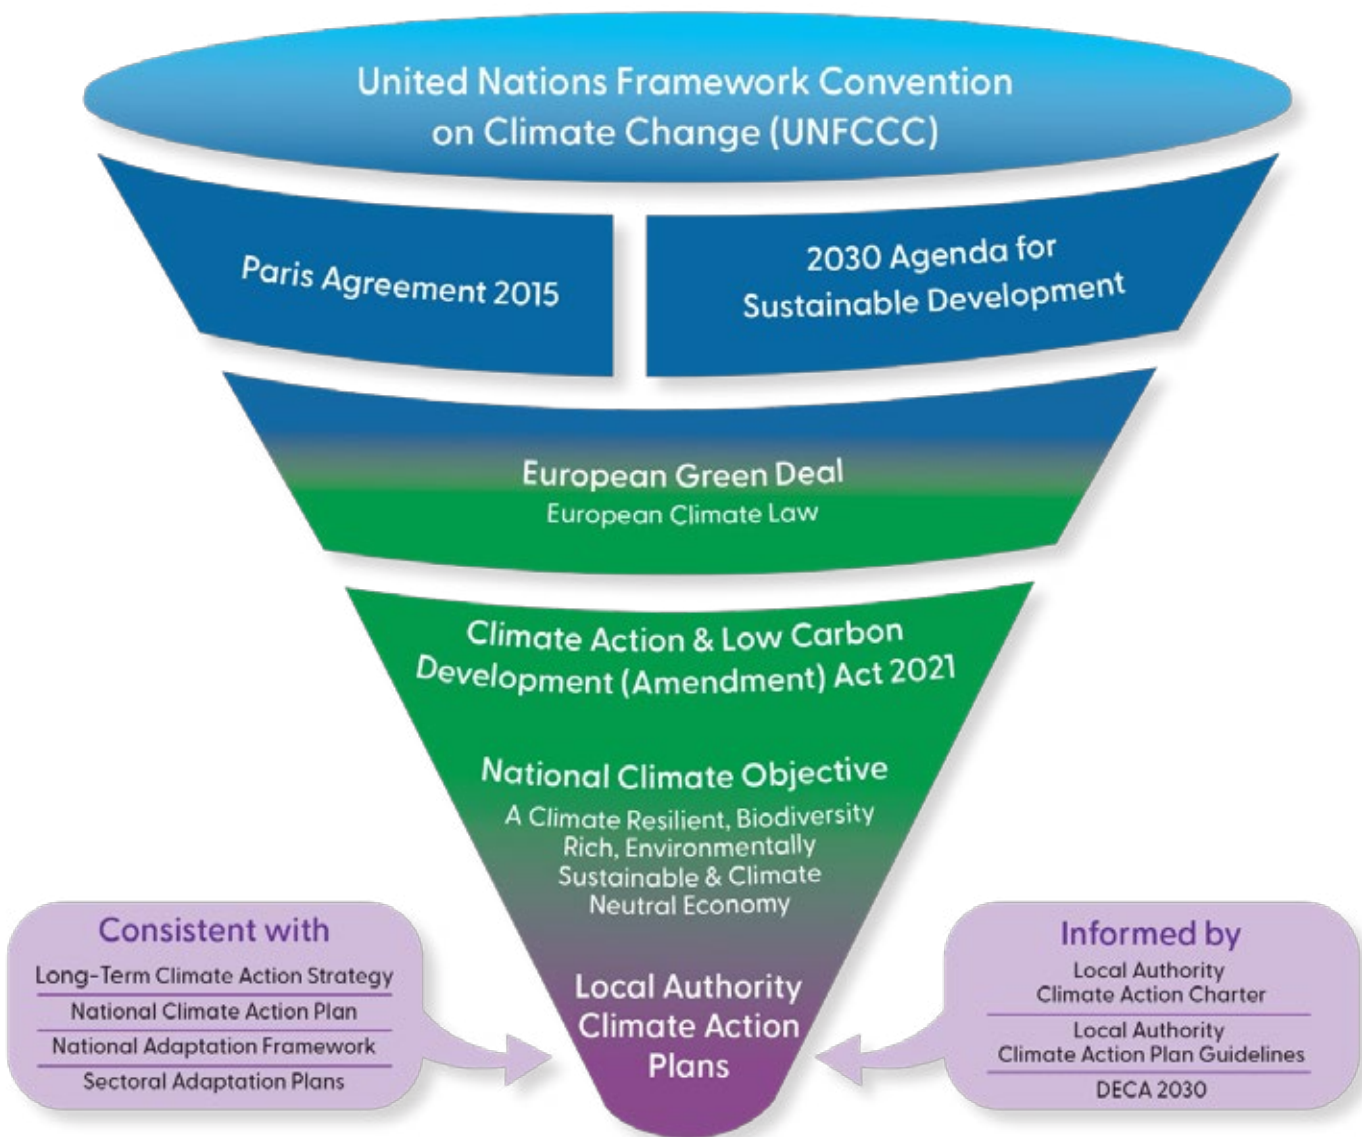 United Nations Framework Convention
on Climate Change (UNFCCC)
Paris Agreement 2015
2030 Agenda for
Sustainable Development
European Green Deal
European Climate Law
Climate Action & Low Carbon
Development (Amendment) Act 2021
National Climate Objective
A Climate Resilient, Biodiversity
Rich, Environmentally
Sustainable & Climate
Neutral Economy
Local Authority
Climate Action
Plans
Consistent with
Long-Term Climate Action Strategy
National Climate Action Plan
National Adaptation Framework
Sectoral Adaptation Plans
Informed by
Local Authority
Climate Action Charter
Local Authority
Climate Action Plan Guidelines
DECA 2030